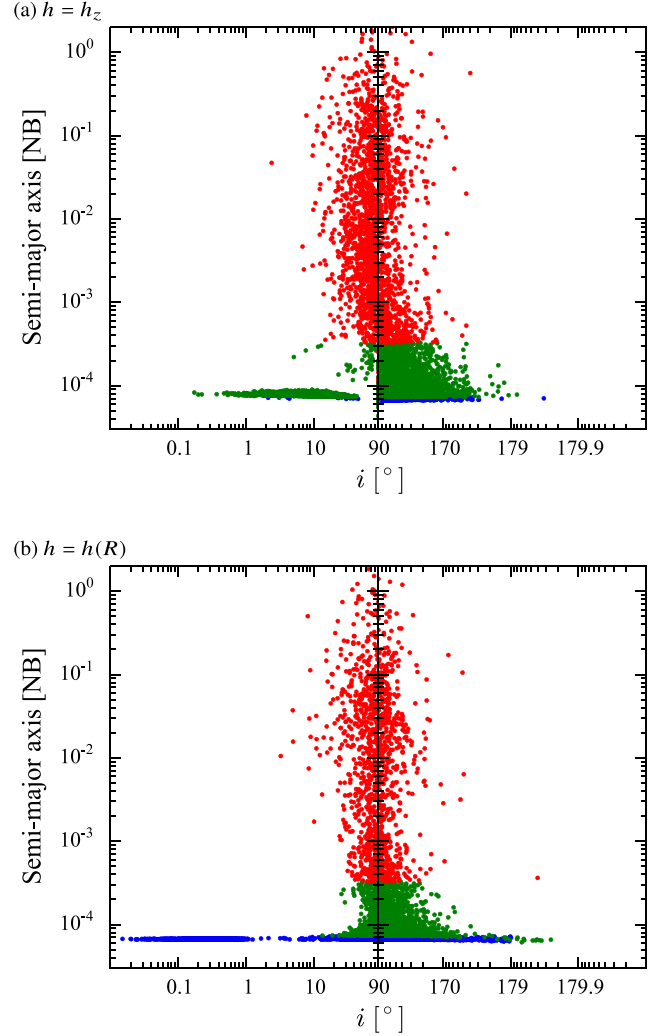 (a) h = h_z
10^0
10^-1
10^-2
10^-3
10^-4
Semi-major axis [NB]
0.1 1 10 90 170 179 179.9
i [°]
(b) h = h(R)
10^0
10^-1
10^-2
10^-3
10^-4
Semi-major axis [NB]
0.1 1 10 90 170 179 179.9
i [°]